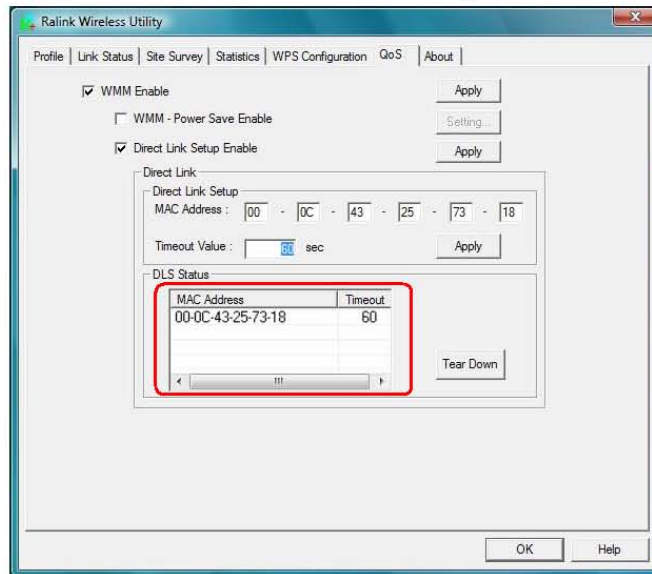 Ralink Wireless Utility
Profile Link Status Site Survey Statistics WPS Configuration QoS About
WMM Enable Apply
WMM - Power Save Enable Setting...
Direct Link Setup Enable Apply
Direct Link
Direct Link Setup
MAC Address : 00 - 0C - 43 - 25 - 73 - 18
Timeout Value : 60 sec Apply
DLS Status
MAC Address Timeout
00-0C-43-25-73-18 60
Tear Down
OK Help